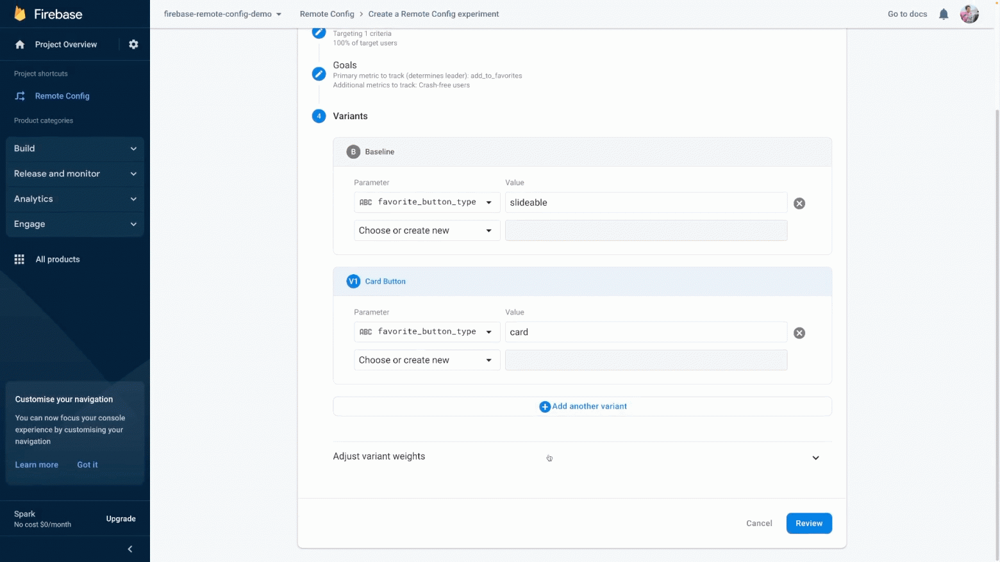 Firebase
firebase-remote-config-demo
Remote Config > Create a Remote Config experiment
Go to docs
Project Overview
Project shortcuts
Remote Config
Product categories
Build
Release and monitor
Analytics
Engage
All products
Customise your navigation
You can now focus your console
experience by customising your
navigation
Learn more
Got it
Spark
No cost $0/month
Upgrade
Targeting 1 criteria
100% of target users
Goals
Primary metric to track (determines leader): add_to_favorites
Additional metrics to track: Crash-free users
4 Variants
B Baseline
Parameter Value
ABC favorite_button_type slideable
Choose or create new
V1 Card Button
Parameter Value
ABC favorite_button_type card
Choose or create new
Add another variant
Adjust variant weights
Cancel Review